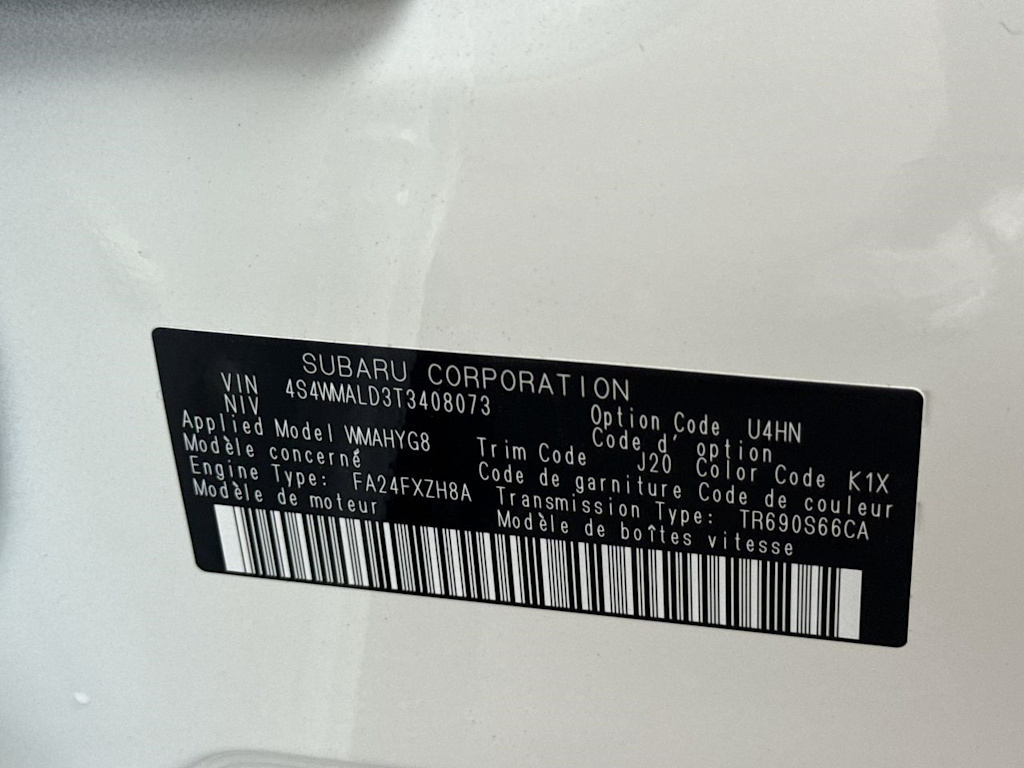 SUBARU CORPORATION
VIN 4S4WMALD3T3408073
NIV
Option Code U4HN
Code d' option
Applied Model WMAHYG8
Modèle concerné
Trim Code J20 Color Code K1X
Code de garniture Code de couleur
Engine Type: FA24FXZH8A
Modèle de moteur
Transmission Type: TR690S66CA
Modèle de boîtes vitesse